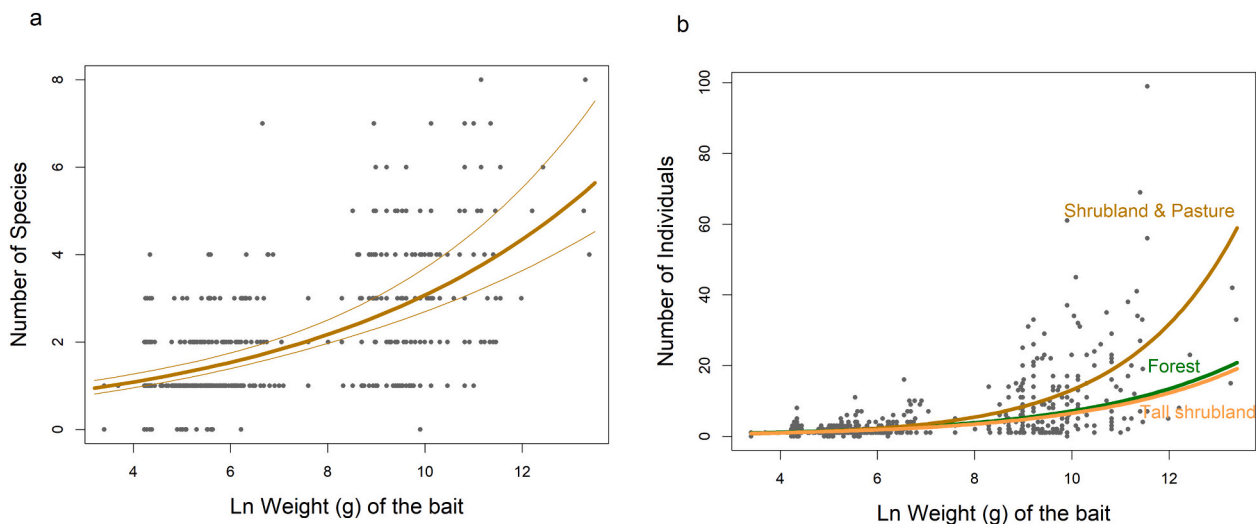 a
Number of Species
8
6
4
2
0
4 6 8 10 12
Ln Weight (g) of the bait
b
Number of Individuals
100
80
60
40
20
0
Shrubland & Pasture
Forest
Tall shrubland
4 6 8 10 12
Ln Weight (g) of the bait